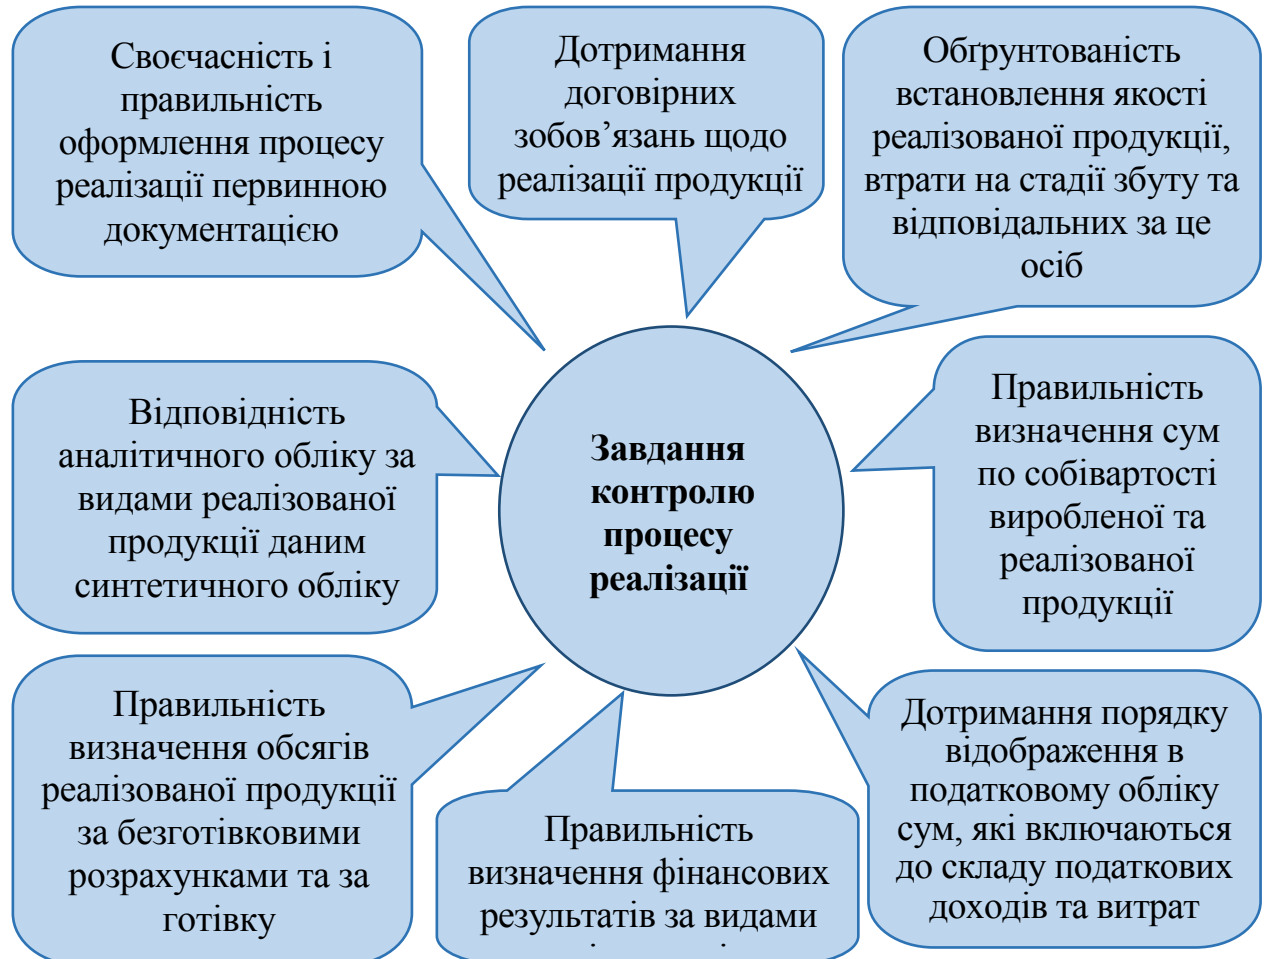 Своєчасність і
правильність
оформлення процесу
реалізації первинною
документацією
Дотримання
договірних
зобов’язань щодо
реалізації продукції
Обґрунтованість
встановлення якості
реалізованої продукції,
втрати на стадії збуту та
відповідальних за це
осіб
Відповідність
аналітичного обліку за
видами реалізованої
продукції даним
синтетичного обліку
Завдання
контролю
процесу
реалізації
Правильність
визначення сум
по собівартості
виробленої та
реалізованої
продукції
Правильність
визначення обсягів
реалізованої продукції
за безготівковими
розрахунками та за
готівку
Правильність
визначення фінансових
результатів за видами
Дотримання порядку
відображення в
податковому обліку
сум, які включаються
до складу податкових
доходів та витрат